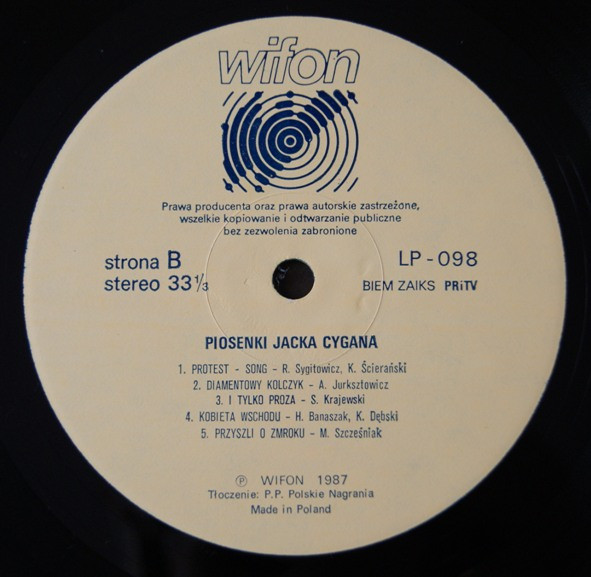 wifon
Prawa producenta oraz prawa autorskie zastrzeżone,
wszelkie kopiowanie i odtwarzanie publiczne
bez zezwolenia zabronione
strona B
stereo 33 1/3
LP - 098
BIEM ZAIKS PRiTV
PIOSENKI JACKA CYGANA
1. PROTEST - SONG - R. Sygitowicz, K. Ścierański
2. DIAMENTOWY KOLCZYK - A. Jurksztowicz
3. I TYLKO PROZA - S. Krajewski
4. KOBIETA WSCHODU - H. Banaszak, K. Dębski
5. PRZYSZLI O ZMROKU - M. Szcześniak
℗ WIFON 1987
Tłoczenie: P.P. Polskie Nagrania
Made in Poland